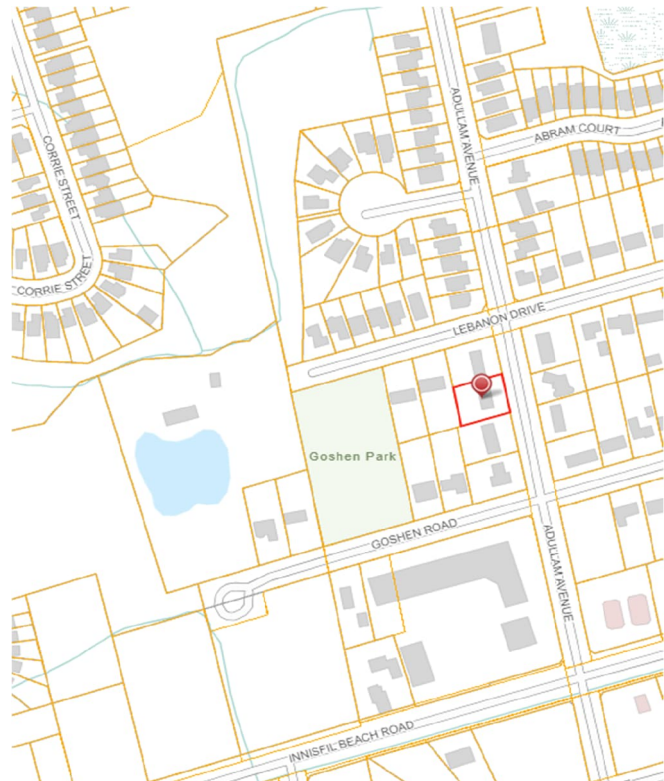 ADULLAM AVENUE
ABRAM COURT
CORRIE STREET
CORRIE STREET
LEBANON DRIVE
Goshen Park
GOSHEN ROAD
ADULLAM AVENUE
INNISFIL BEACH ROAD